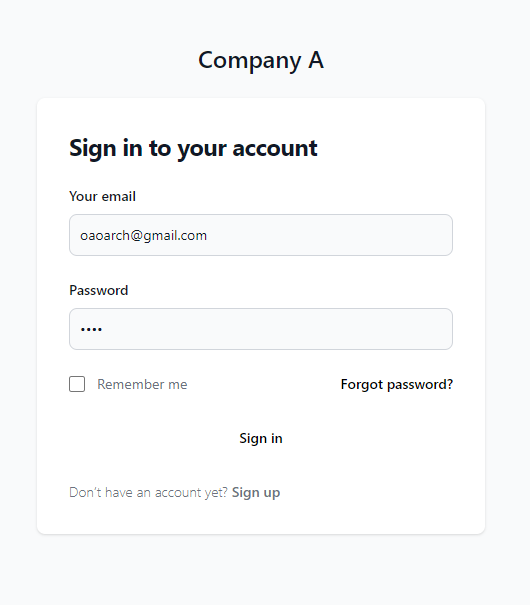 Company A
Sign in to your account
Your email
oaoarch@gmail.com
Password
••••
Remember me
Forgot password?
Sign in
Don't have an account yet? Sign up